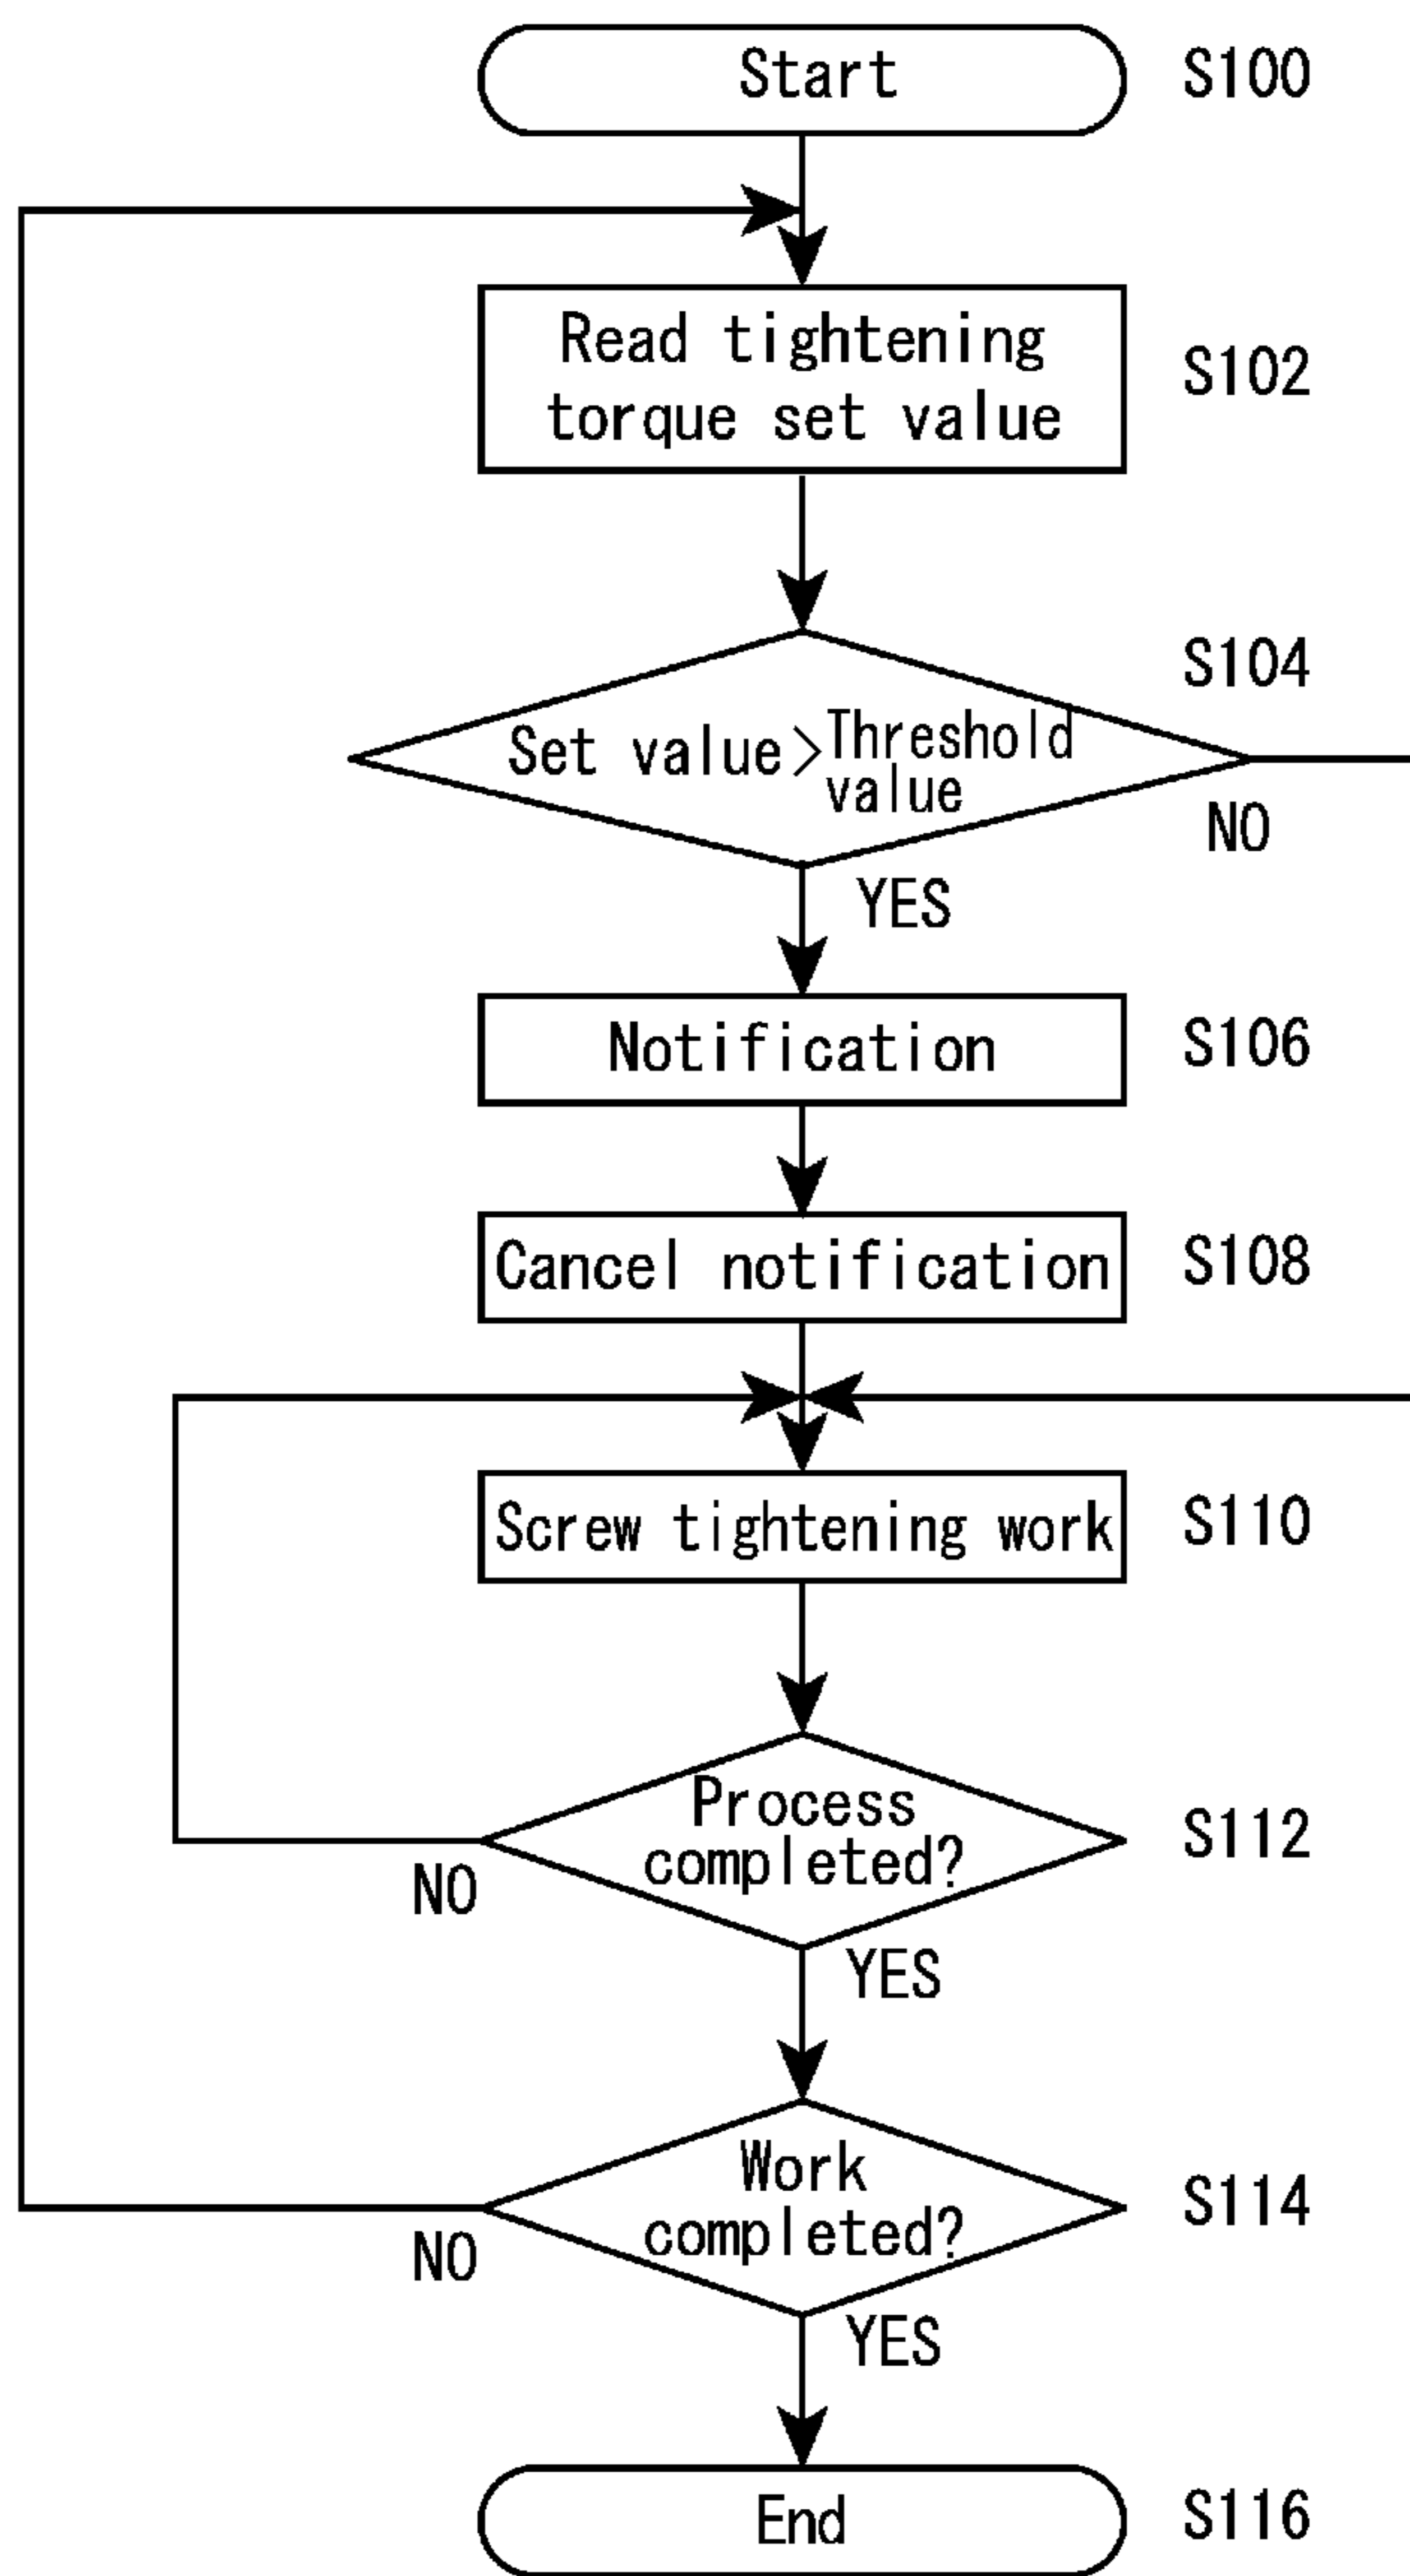 Start S100
Read tightening
torque set value
S102
S104
Set value > Threshold
value
NO
YES
Notification S106
Cancel notification S108
Screw tightening work S110
Process
completed?
S112
NO
YES
Work
completed?
S114
NO
YES
End S116